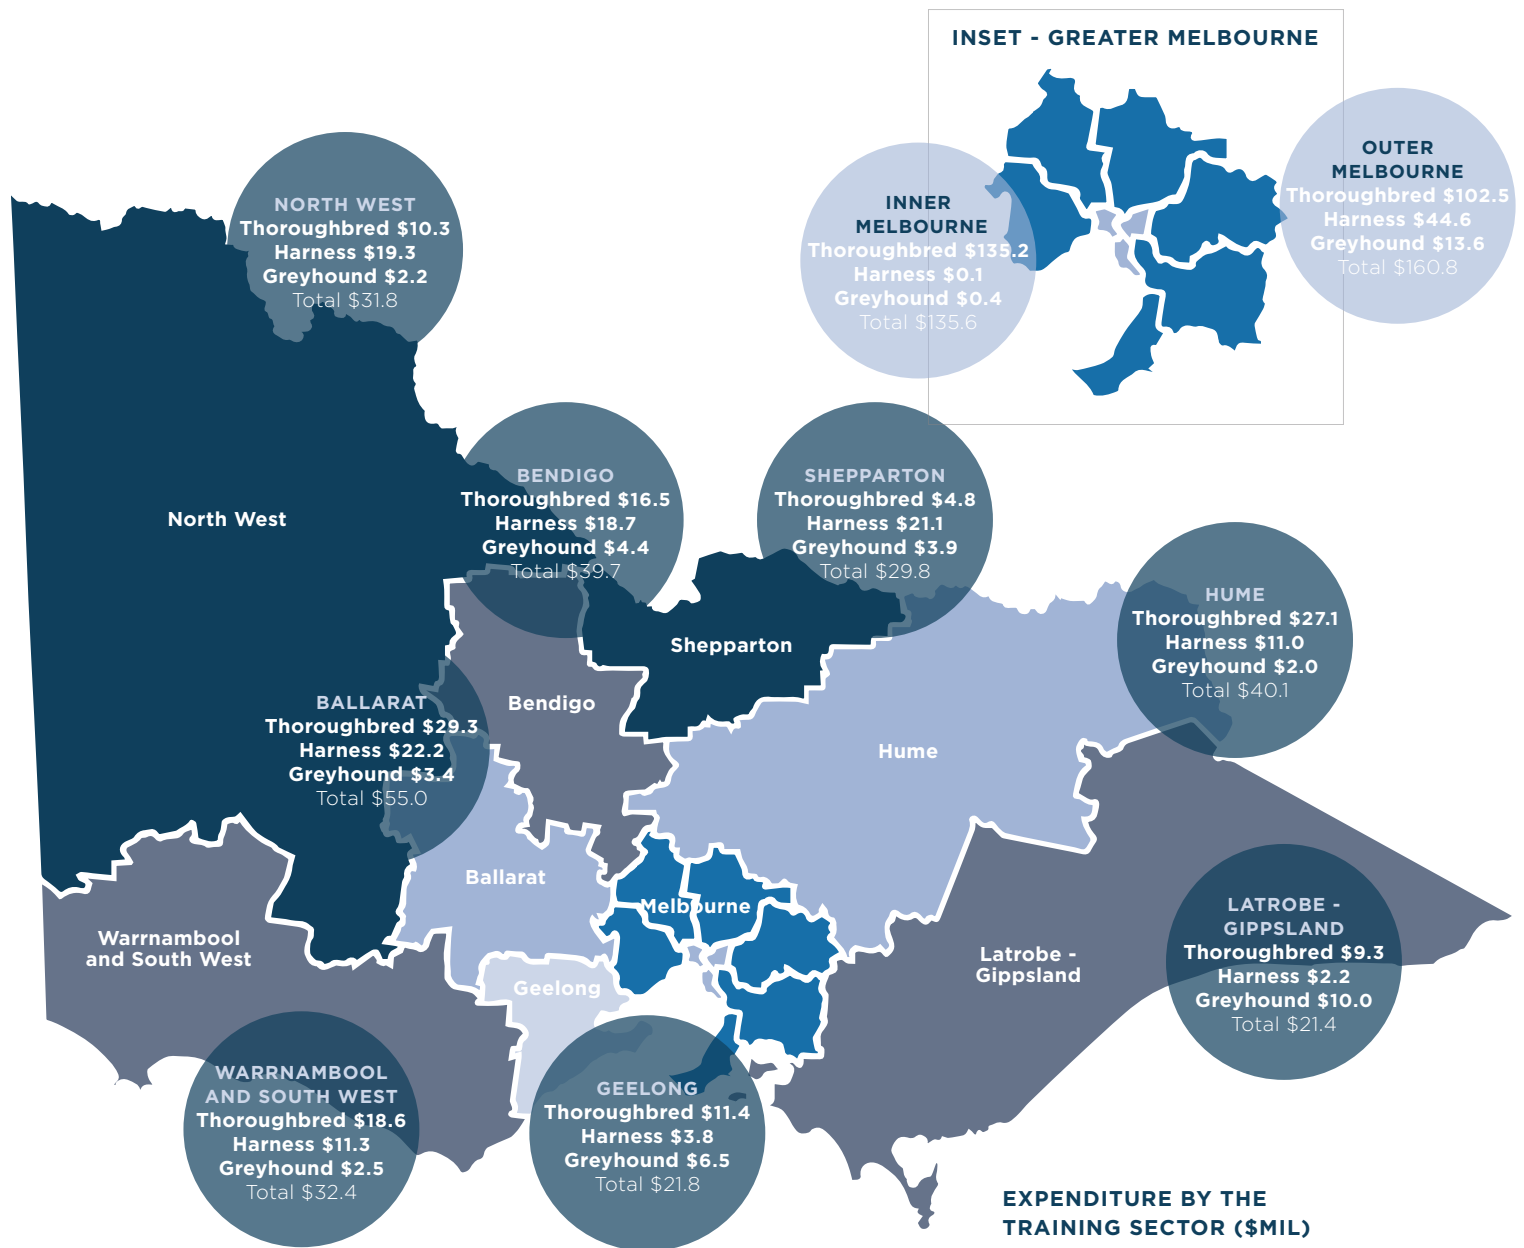 INSET - GREATER MELBOURNE
OUTER
MELBOURNE
Thoroughbred $102.5
Harness $44.6
Greyhound $13.6
Total $160.8
INNER
MELBOURNE
Thoroughbred $135.2
Harness $0.1
Greyhound $0.4
Total $135.6
NORTH WEST
Thoroughbred $10.3
Harness $19.3
Greyhound $2.2
Total $31.8
BENDIGO
Thoroughbred $16.5
Harness $18.7
Greyhound $4.4
Total $39.7
SHEPPARTON
Thoroughbred $4.8
Harness $21.1
Greyhound $3.9
Total $29.8
North West
HUME
Thoroughbred $27.1
Harness $11.0
Greyhound $2.0
Total $40.1
Shepparton
BALLARAT
Thoroughbred $29.3
Harness $22.2
Greyhound $3.4
Total $55.0
Bendigo
Hume
Ballarat
Melbourne
Warrnambool
and South West
Geelong
Latrobe -
Gippsland
LATROBE -
GIPPSLAND
Thoroughbred $9.3
Harness $2.2
Greyhound $10.0
Total $21.4
WARRNAMBOOL
AND SOUTH WEST
Thoroughbred $18.6
Harness $11.3
Greyhound $2.5
Total $32.4
GEELONG
Thoroughbred $11.4
Harness $3.8
Greyhound $6.5
Total $21.8
EXPENDITURE BY THE
TRAINING SECTOR ($MIL)